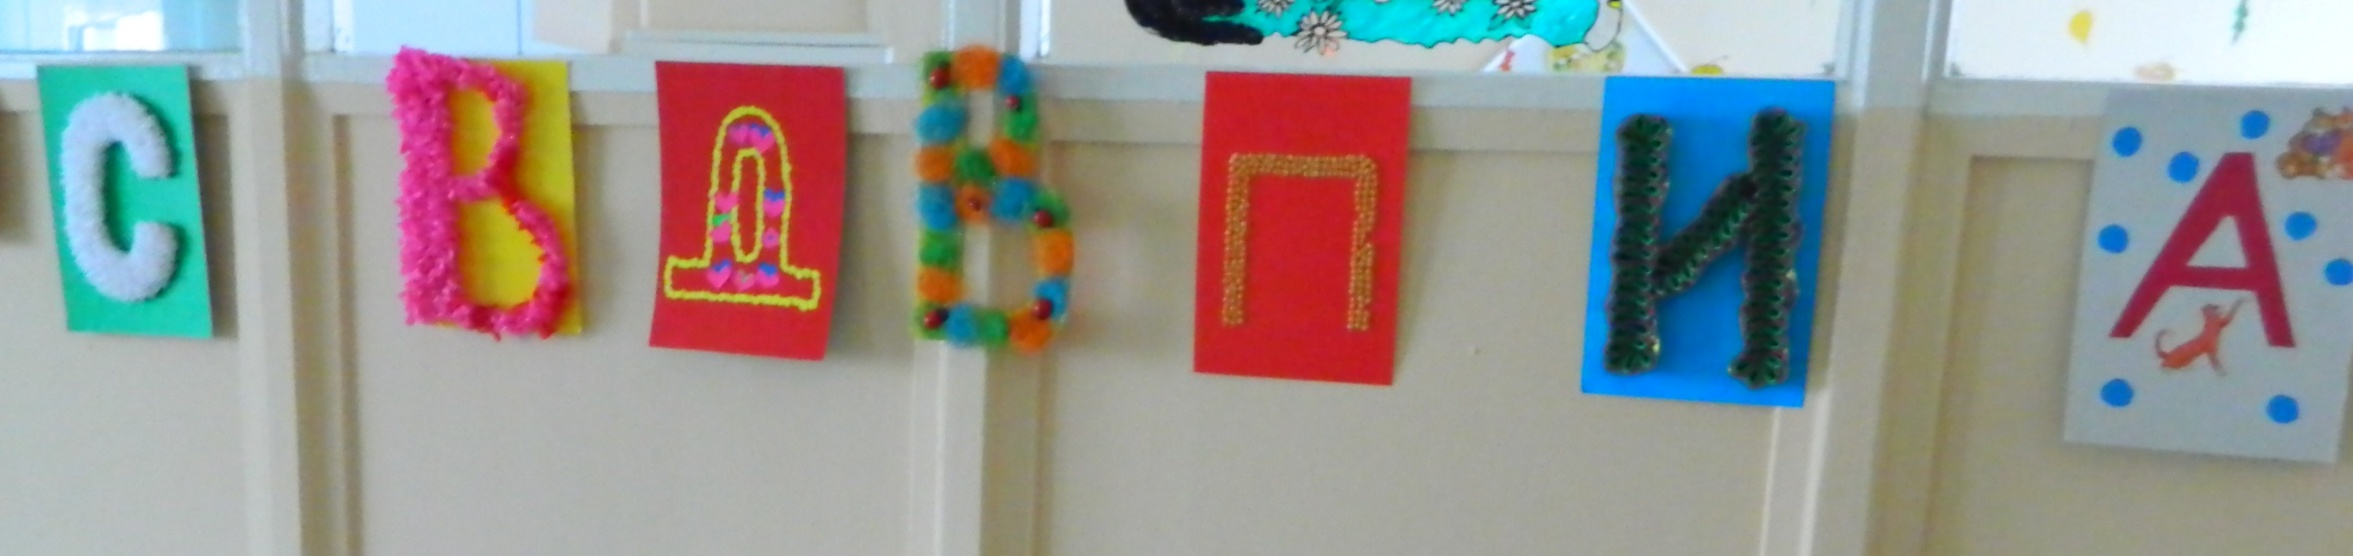 С В Д В П И А